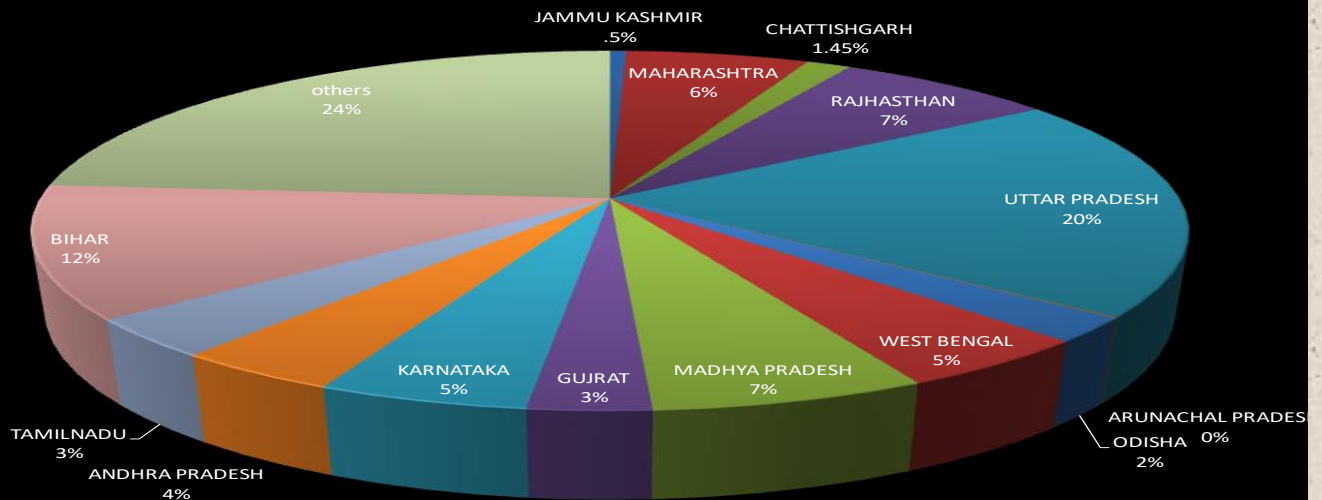 JAMMU KASHMIR
.5%
CHATTISHGARH
1.45%
MAHARASHTRA
6%
RAJHASTHAN
7%
others
24%
UTTAR PRADESH
20%
BIHAR
12%
WEST BENGAL
5%
KARNATAKA
5%
GUJRAT
3%
MADHYA PRADESH
7%
ARUNACHAL PRADESH
0%
ODISHA
2%
TAMILNADU
3%
ANDHRA PRADESH
4%